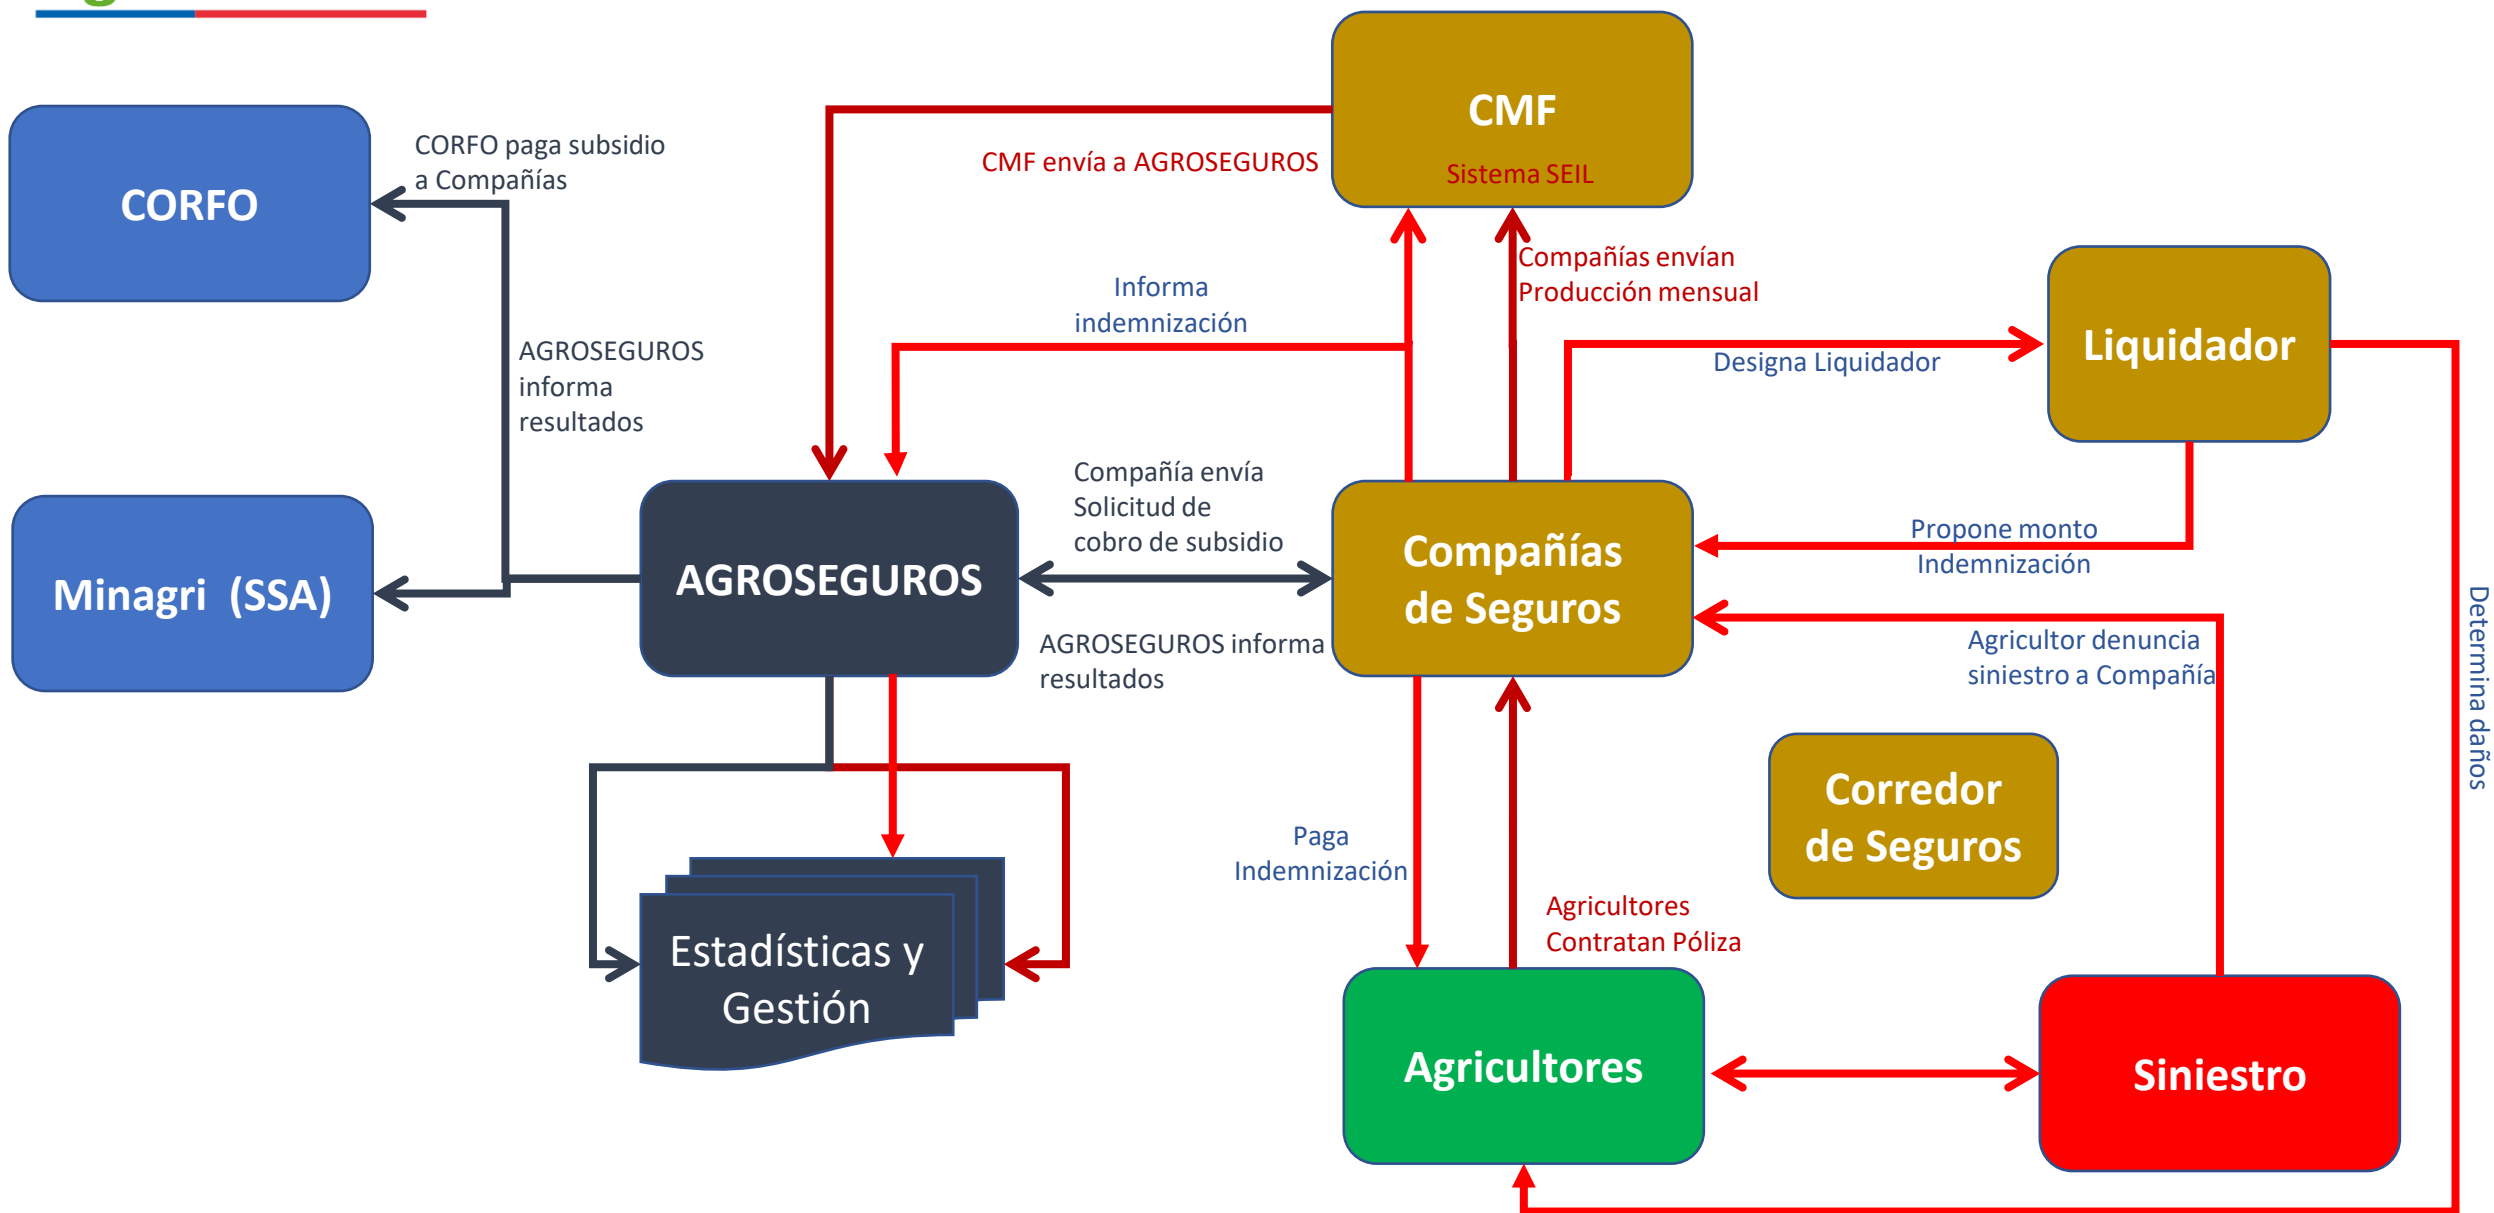 CMF
Sistema SEIL
CORFO
CORFO paga subsidio
a Compañías
CMF envía a AGROSEGUROS
Compañías envían
Producción mensual
Informa
indemnización
Liquidador
Designa Liquidador
AGROSEGUROS
informa
resultados
Compañía envía
Solicitud de
cobro de subsidio
Minagri (SSA)
AGROSEGUROS
Compañías
de Seguros
Propone monto
Indemnización
AGROSEGUROS informa
resultados
Agricultor denuncia
siniestro a Compañía
Determina daños
Corredor
de Seguros
Paga
Indemnización
Agricultores
Contratan Póliza
Estadísticas y
Gestión
Agricultores
Siniestro